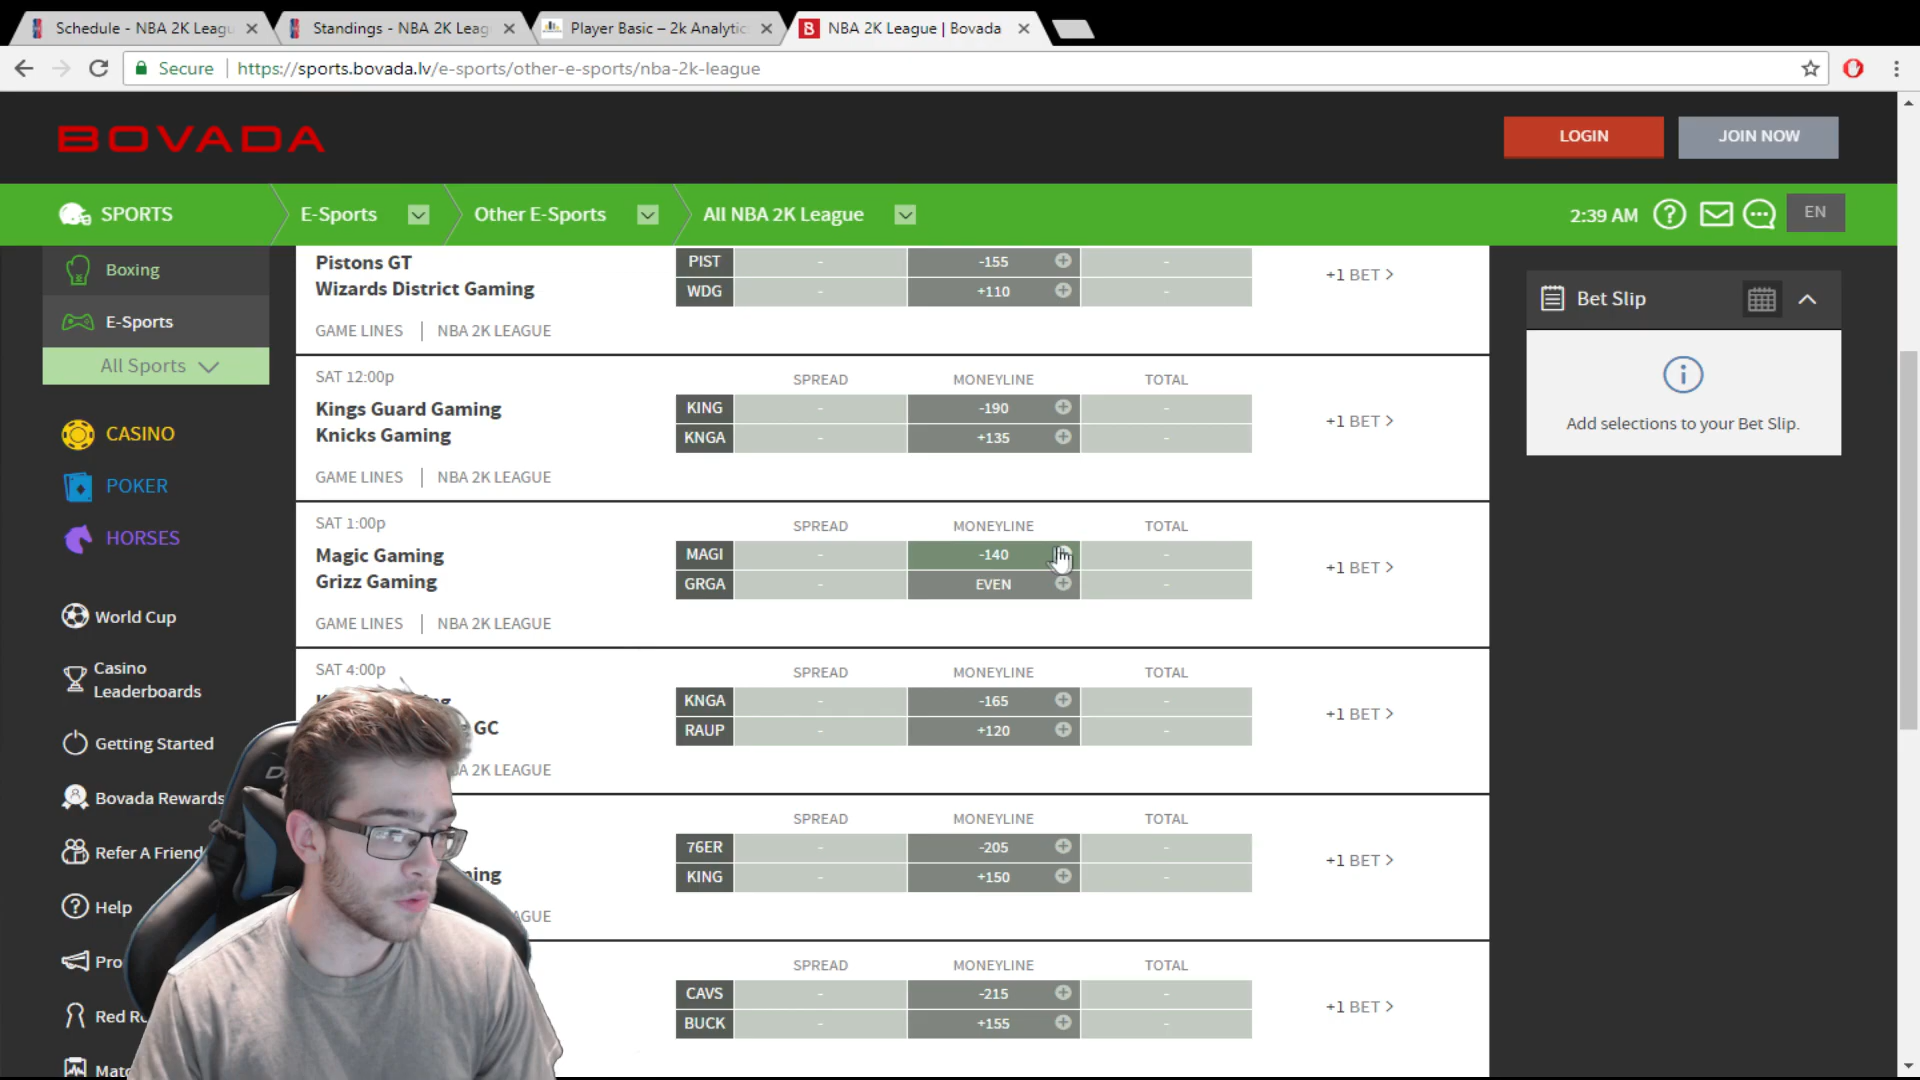 Schedule - NBA 2K Leagu
Standings - NBA 2K Leag
Player Basic – 2k Analytic
NBA 2K League | Bovada
Secure | https://sports.bovada.lv/e-sports/other-e-sports/nba-2k-league
BOVADA
LOGIN
JOIN NOW
SPORTS
E-Sports
Other E-Sports
All NBA 2K League
2:39 AM
EN
Boxing
E-Sports
All Sports
CASINO
POKER
HORSES
World Cup
Casino
Leaderboards
Getting Started
Bovada Rewards
Refer A Friend
Help
Pro
Red R
Matc
Pistons GT
Wizards District Gaming
PIST - -155 -
WDG - +110 -
+1 BET >
GAME LINES | NBA 2K LEAGUE
SAT 12:00p
SPREAD MONEYLINE TOTAL
Kings Guard Gaming
Knicks Gaming
KING - -190 -
KNGA - +135 -
+1 BET >
GAME LINES | NBA 2K LEAGUE
SAT 1:00p
SPREAD MONEYLINE TOTAL
Magic Gaming
Grizz Gaming
MAGI - -140 -
GRGA - EVEN -
+1 BET >
GAME LINES | NBA 2K LEAGUE
SAT 4:00p
SPREAD MONEYLINE TOTAL
GC
KNGA - -165 -
RAUP - +120 -
+1 BET >
A 2K LEAGUE
SPREAD MONEYLINE TOTAL
76ER - -205 -
KING - +150 -
+1 BET >
ning
AGUE
SPREAD MONEYLINE TOTAL
CAVS - -215 -
BUCK - +155 -
+1 BET >
Bet Slip
Add selections to your Bet Slip.